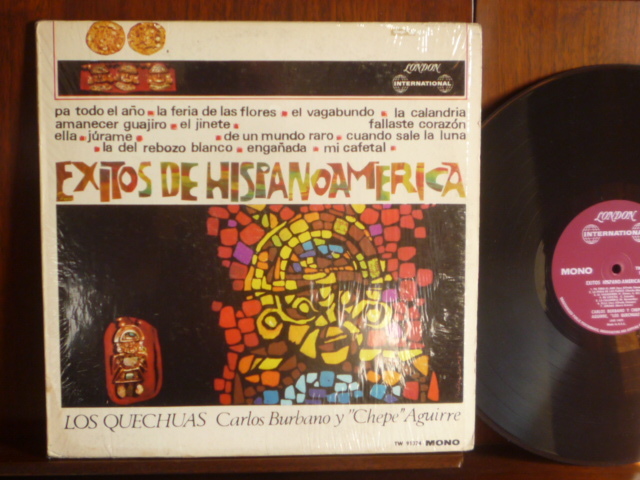 LONDON
INTERNATIONAL
pa todo el año la feria de las flores el vagabundo la calandria
amanecer guajiro el jinete fallaste corazón
ella júrame de un mundo raro cuando sale la luna
la del rebozo blanco engañada mi cafetal
EXITOS DE HISPANOAMERICA
LOS QUECHUAS Carlos Burbano y "Chepe" Aguirre
MONO
LONDON
INTERNATIONAL
MONO